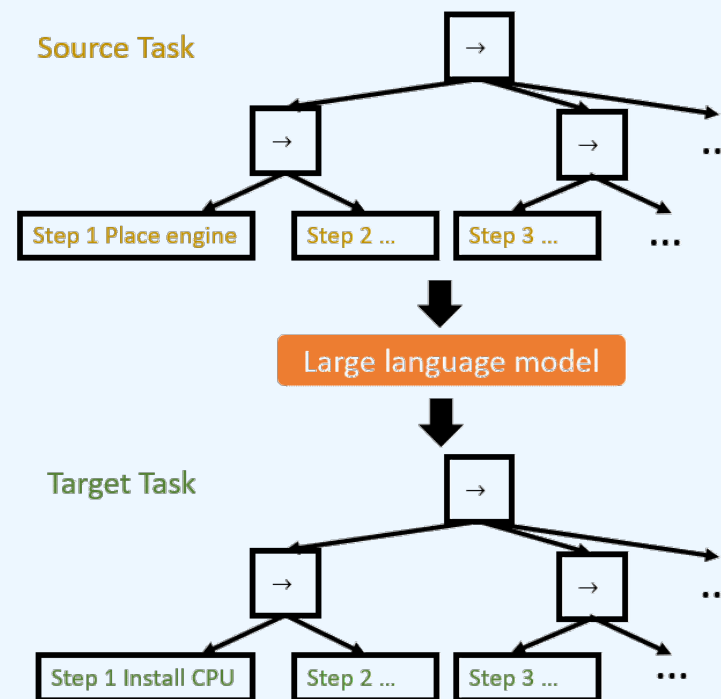 Source Task
→
→
→
..
Step 1 Place engine
Step 2 ...
Step 3 ...
...
Large language model
Target Task
→
→
→
..
Step 1 Install CPU
Step 2 ...
Step 3 ...
...